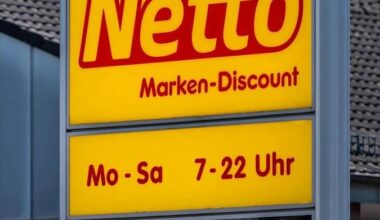 Netto
Marken-Discount
Mo - Sa 7 - 22 Uhr